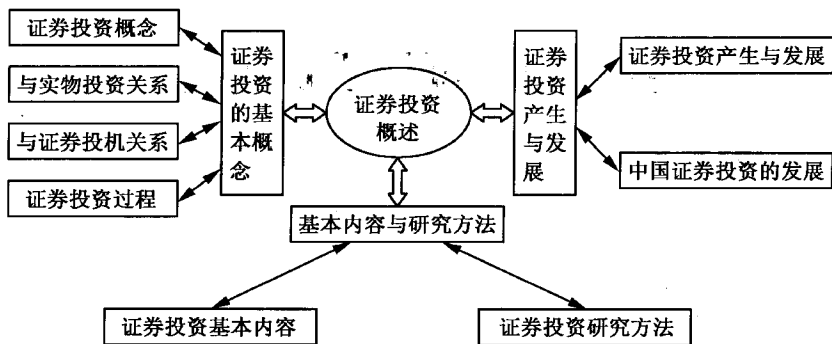 证券投资概念
与实物投资关系
与证券投机关系
证券投资过程
证券
投资
的基
本概
念
证券投资
概述
证券
投资
产生
与发
展
证券投资产生与发展
中国证券投资的发展
基本内容与研究方法
证券投资基本内容
证券投资研究方法